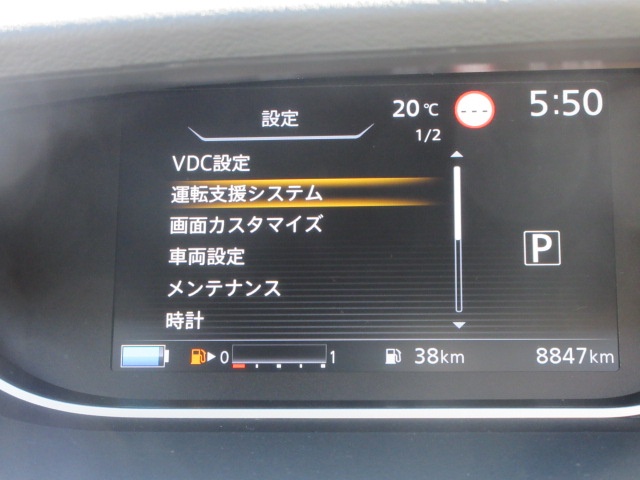 設定
20℃
---
5:50
1/2
VDC設定
運転支援システム
画面カスタマイズ
車両設定
メンテナンス
時計
P
0
1
38km
8847km